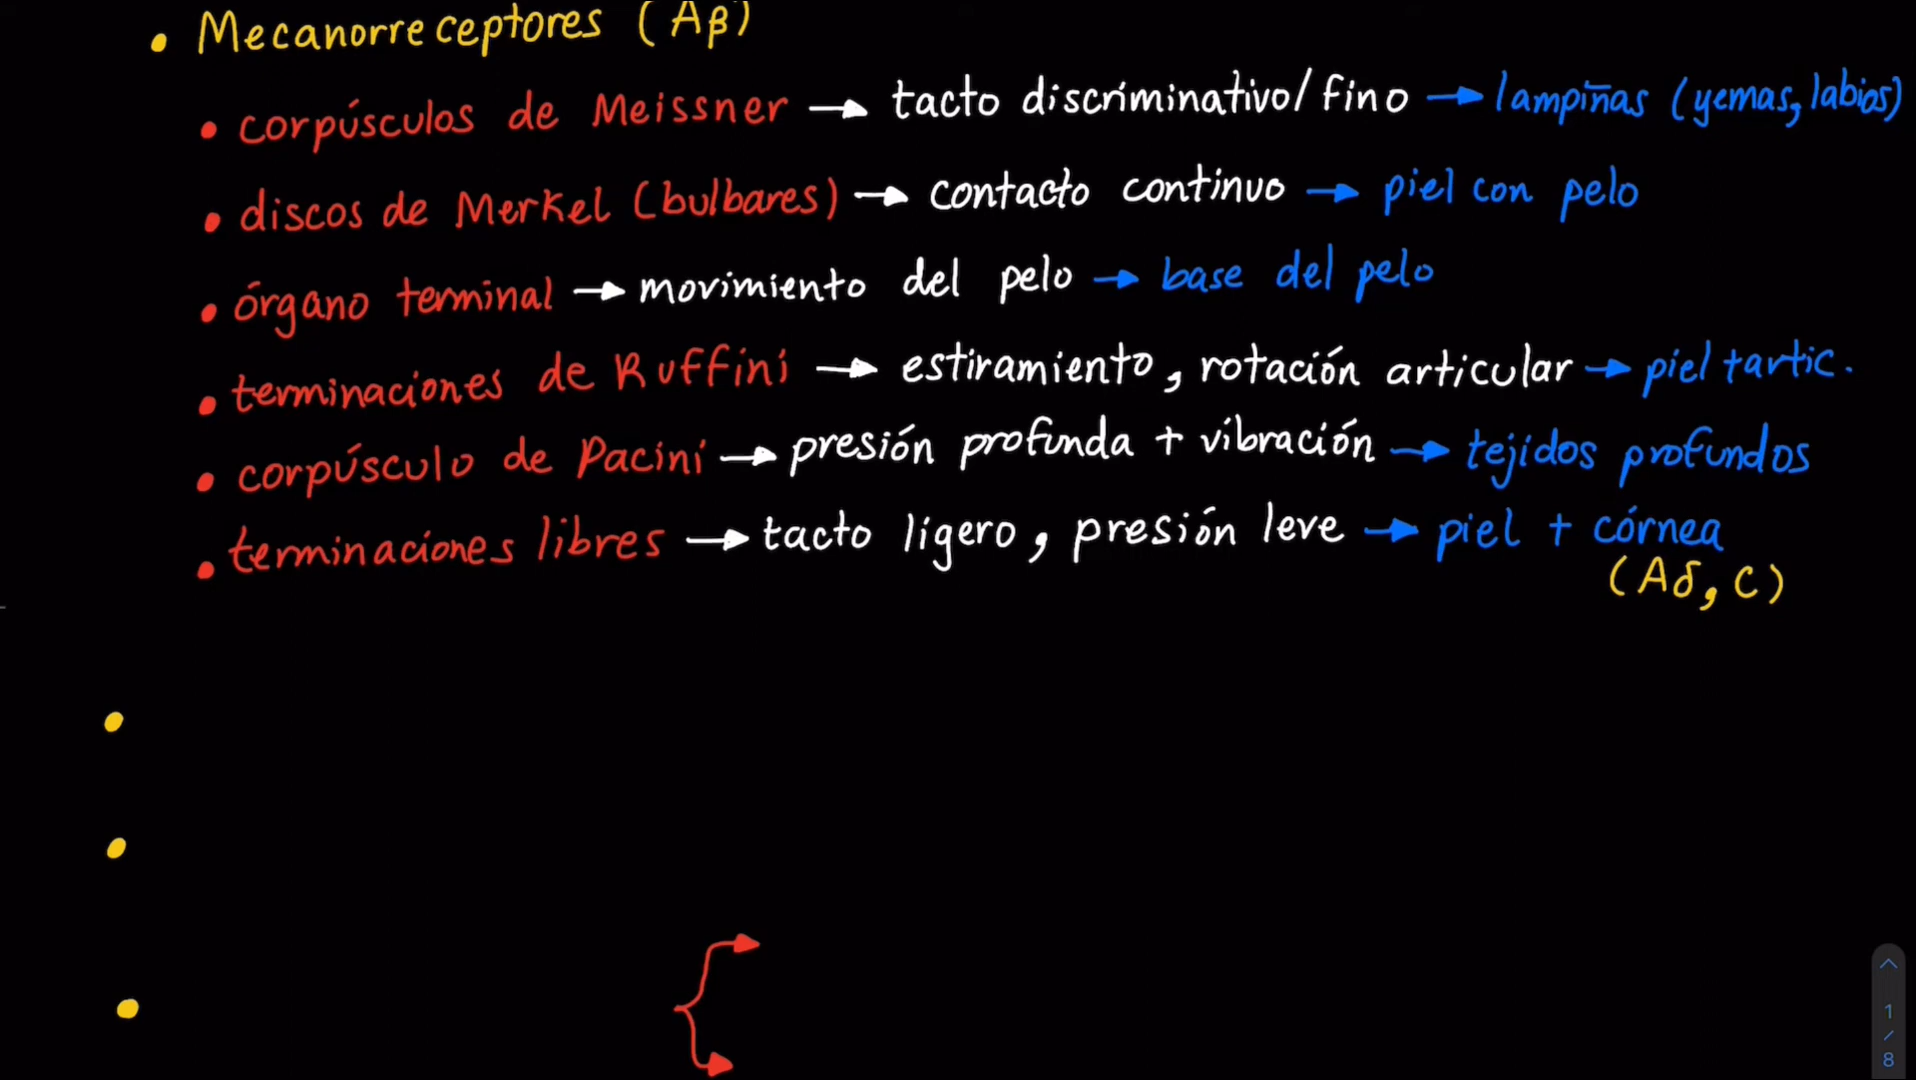 • Mecanorreceptores (Aβ)
• corpúsculos de Meissner → tacto discriminativo/fino → lampiñas (yemas, labios)
• discos de Merkel (bulbares) → contacto continuo → piel con pelo
• órgano terminal → movimiento del pelo → base del pelo
• terminaciones de Ruffini → estiramiento, rotación articular → piel + artic.
• corpúsculo de Pacini → presión profunda + vibración → tejidos profundos
• terminaciones libres → tacto ligero, presión leve → piel + córnea
(Aδ, C)
1
/
8